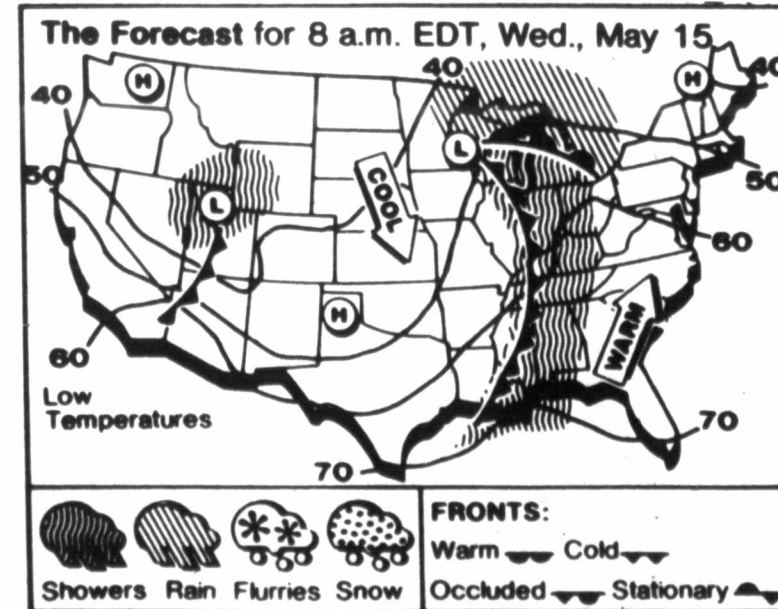 The Forecast for 8 a.m. EDT, Wed., May 15
40
40
40
H
H
L
50
50
L
COOL
60
H
WARM
60
Low
Temperatures
70
70
FRONTS:
Warm Cold
Showers Rain Flurries Snow
Occluded Stationary